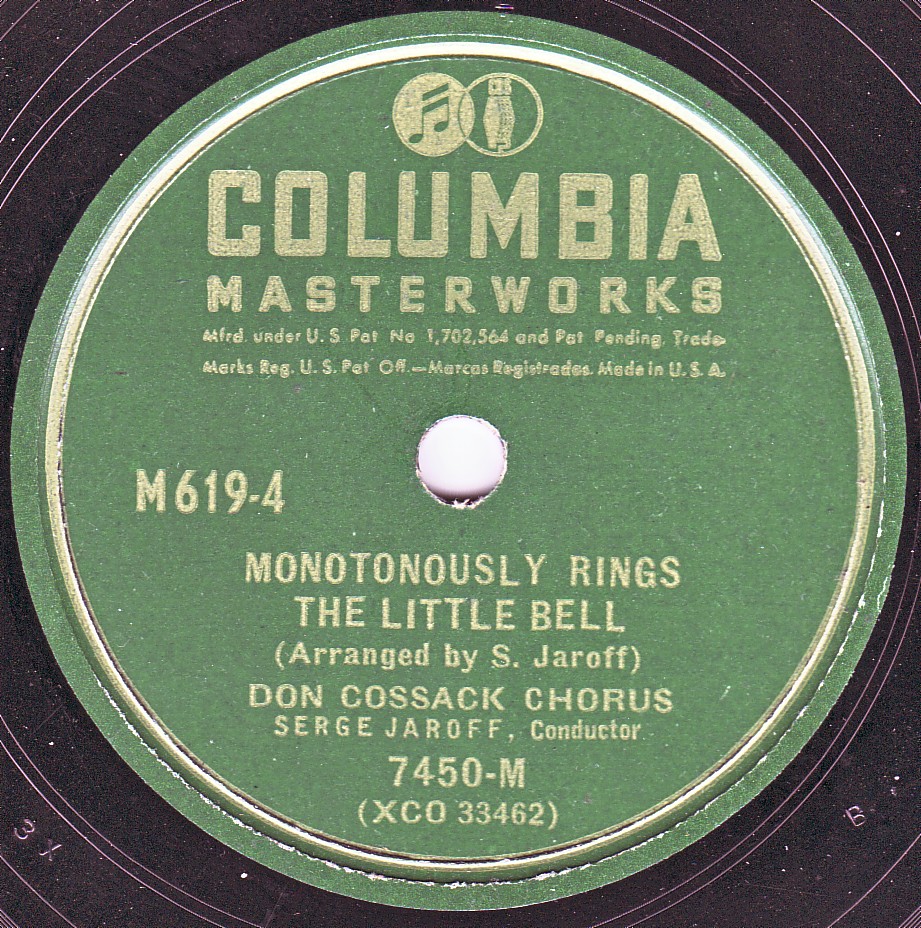 COLUMBIA
MASTERWORKS
Mfrd. under U. S. Pat. No. 1,702,564 and Pat. Pending. Trade-
Marks Reg. U. S. Pat. Off.—Marcas Registradas. Made in U. S. A.
M619-4
MONOTONOUSLY RINGS
THE LITTLE BELL
(Arranged by S. Jaroff)
DON COSSACK CHORUS
SERGE JAROFF, Conductor
7450-M
(XCO 33462)
3X
B